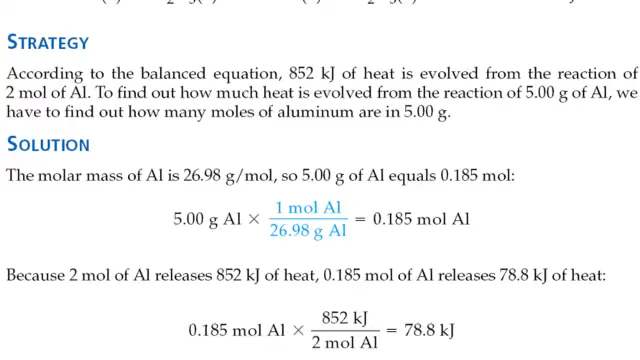 STRATEGY
According to the balanced equation, 852 kJ of heat is evolved from the reaction of
2 mol of Al. To find out how much heat is evolved from the reaction of 5.00 g of Al, we
have to find out how many moles of aluminum are in 5.00 g.
SOLUTION
The molar mass of Al is 26.98 g/mol, so 5.00 g of Al equals 0.185 mol:
5.00 g Al × 1 mol Al / 26.98 g Al = 0.185 mol Al
Because 2 mol of Al releases 852 kJ of heat, 0.185 mol of Al releases 78.8 kJ of heat:
0.185 mol Al × 852 kJ / 2 mol Al = 78.8 kJ